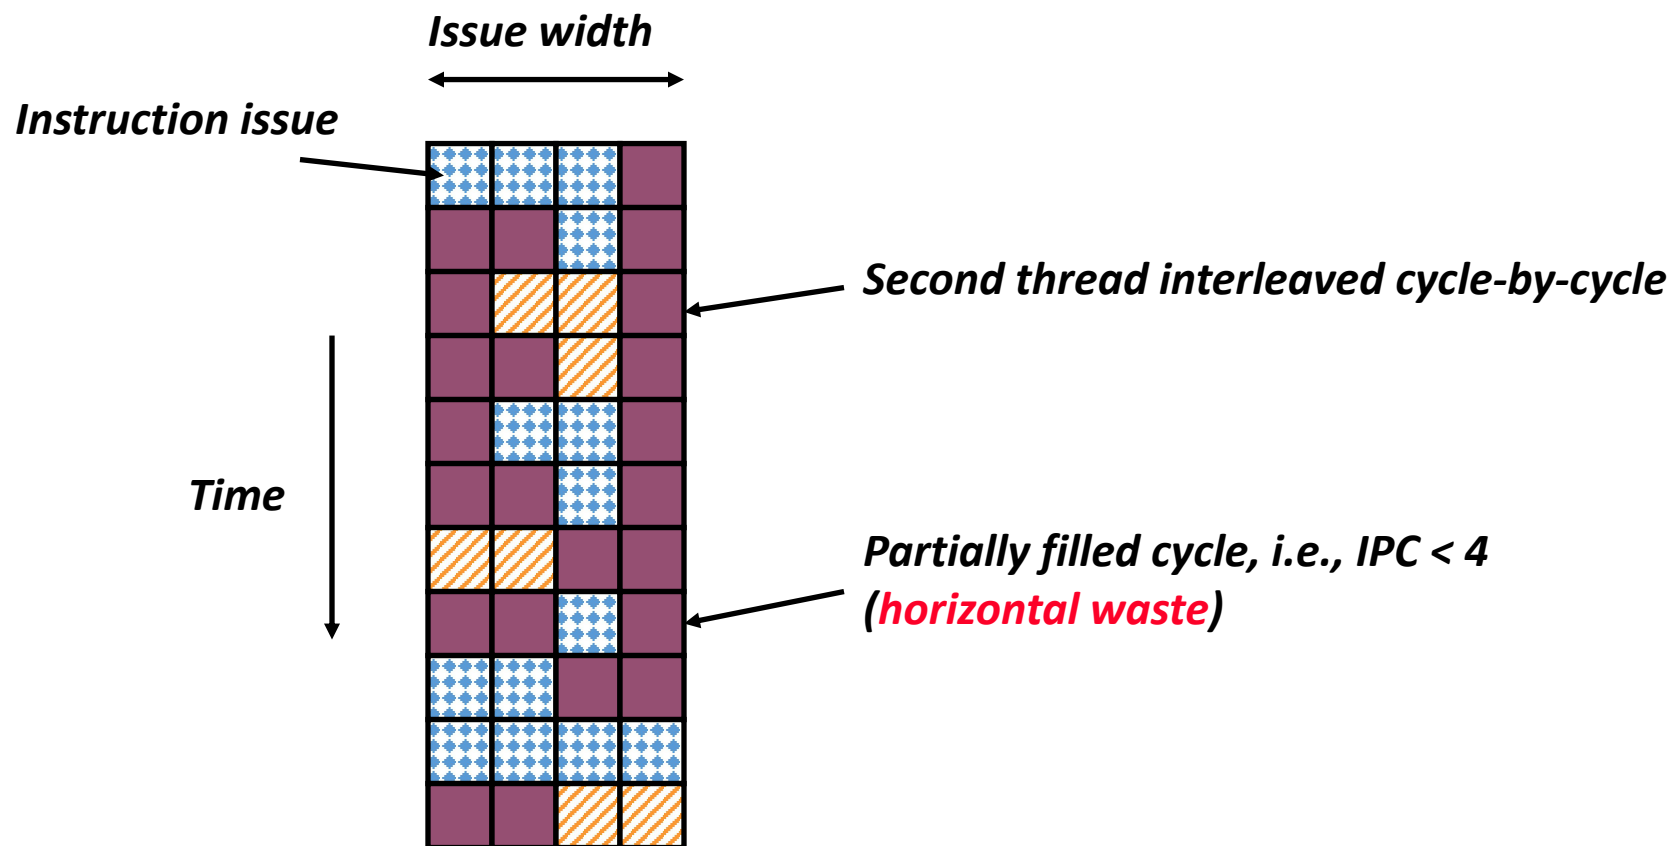 Issue width
Instruction issue
Second thread interleaved cycle-by-cycle
Time
Partially filled cycle, i.e., IPC < 4
(horizontal waste)